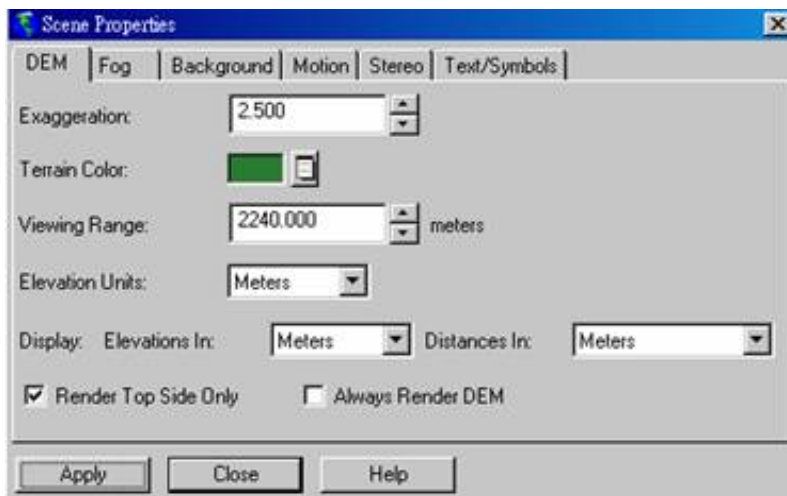 Scene Properties
DEM Fog Background Motion Stereo Text/Symbols
Exaggeration: 2.500
Terrain Color:
Viewing Range: 2240.000 meters
Elevation Units: Meters
Display: Elevations In: Meters Distances In: Meters
Render Top Side Only Always Render DEM
Apply Close Help